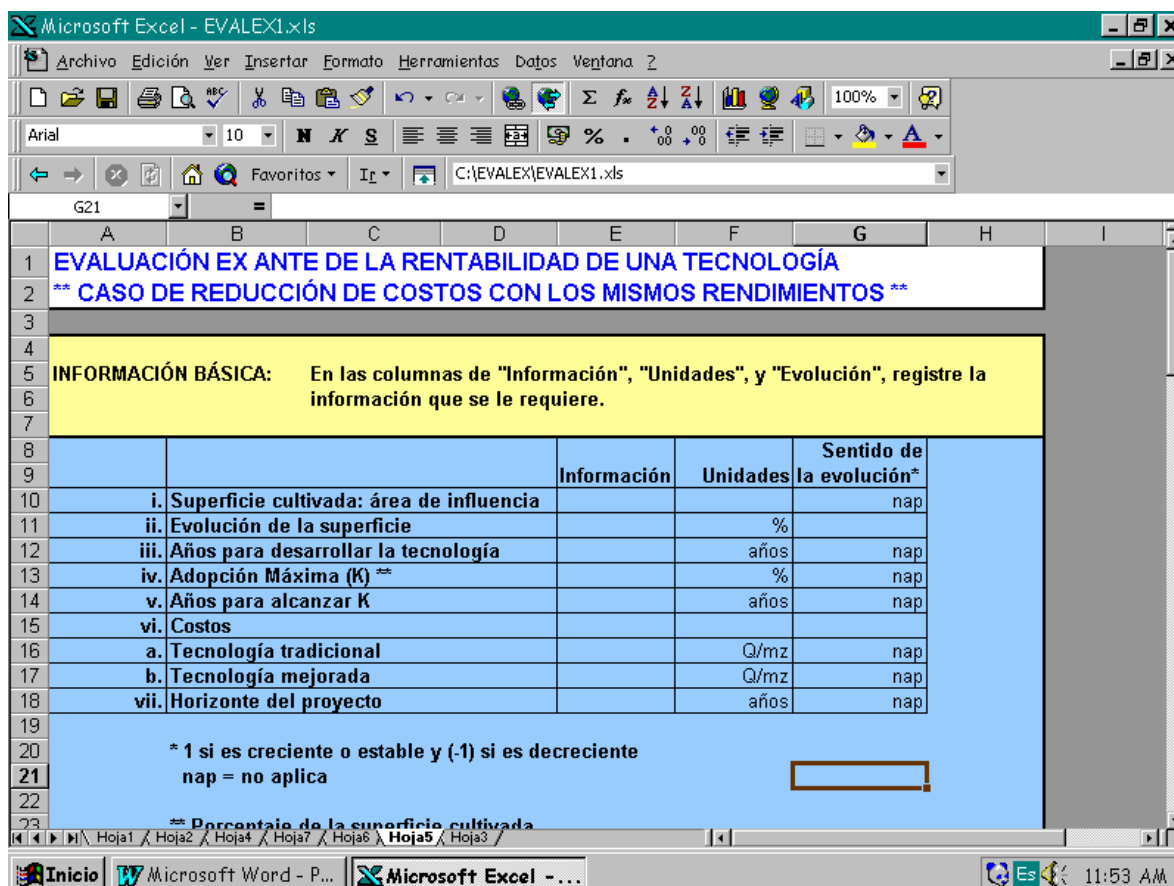 Microsoft Excel - EVALEX1.xls
Archivo Edición Ver Insertar Formato Herramientas Datos Ventana ?
100%
Arial 10 N K S
Favoritos Ir C:\EVALEX\EVALEX1.xls
G21 =
A B C D E F G H I
1 EVALUACIÓN EX ANTE DE LA RENTABILIDAD DE UNA TECNOLOGÍA
2 ** CASO DE REDUCCIÓN DE COSTOS CON LOS MISMOS RENDIMIENTOS **
3
4
5 INFORMACIÓN BÁSICA: En las columnas de "Información", "Unidades", y "Evolución", registre la
6 información que se le requiere.
7
8 Sentido de
9 Información Unidades la evolución*
10 i. Superficie cultivada: área de influencia nap
11 ii. Evolución de la superficie %
12 iii. Años para desarrollar la tecnología años nap
13 iv. Adopción Máxima (K) ** % nap
14 v. Años para alcanzar K años nap
15 vi. Costos
16 a. Tecnología tradicional Q/mz nap
17 b. Tecnología mejorada Q/mz nap
18 vii. Horizonte del proyecto años nap
19
20 * 1 si es creciente o estable y (-1) si es decreciente
21 nap = no aplica
22
23 ** Porcentaje de la superficie cultivada
Hoja1 Hoja2 Hoja4 Hoja7 Hoja6 Hoja5 Hoja3
Inicio Microsoft Word - P... Microsoft Excel -... Es 11:53 AM